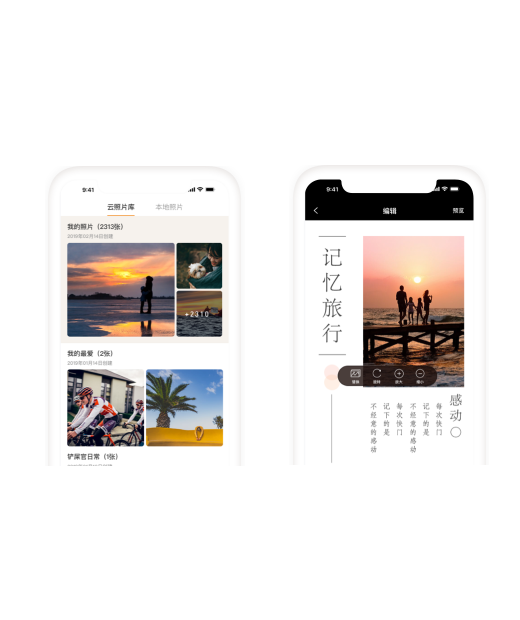 9:41
云照片库 本地照片
我的照片（2313张）
2019年02月14日创建
+2310
我的最爱（2张）
2019年01月14日创建
铲屎官日常（1张）
9:41
编辑 预览
记忆旅行
替换 旋转 放大 缩小
感动
每次快门
记下的是
不经意的感动
每次快门
记下的是
不经意的感动